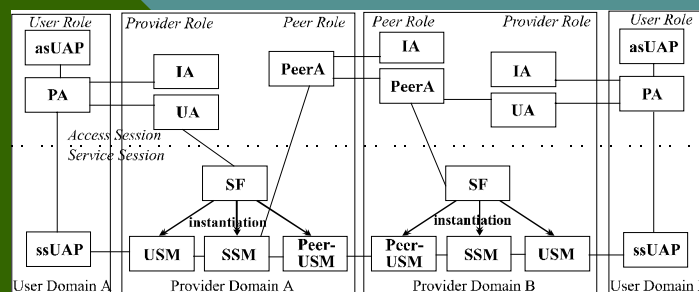 User Role Provider Role Peer Role Peer Role Provider Role User Role
asUAP IA PeerA IA IA asUAP
PA UA PeerA UA PA
Access Session
Service Session
SF SF
instantiation instantiation
ssUAP USM SSM Peer-USM Peer-USM SSM USM ssUAP
User Domain A Provider Domain A Provider Domain B User Domain